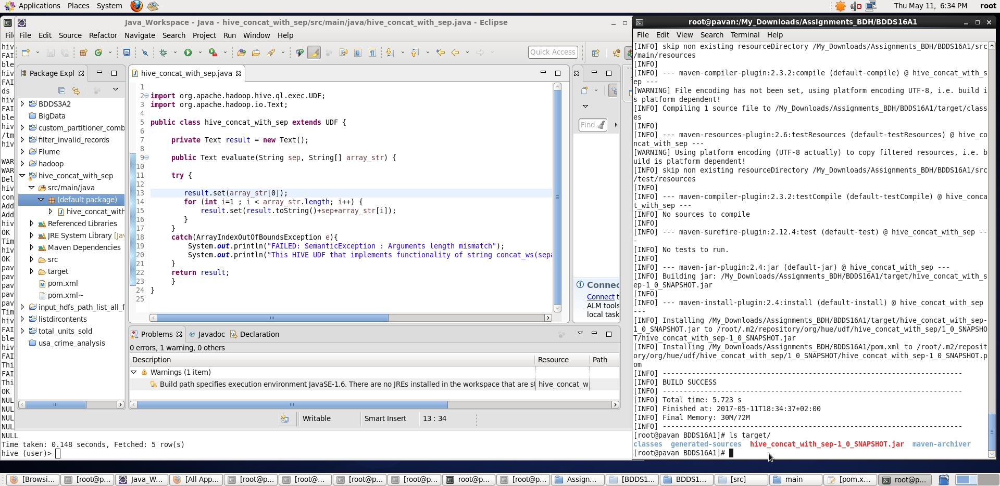 Applications Places System
Thu May 11, 6:34 PM root
Java_Workspace - Java - hive_concat_with_sep/src/main/java/hive_concat_with_sep.java - Eclipse
File Edit Source Refactor Navigate Search Project Run Window Help
Quick Access
Package Expl
BDDS3A2
BigData
custom_partitioner_comb
filter_invalid_records
Flume
hadoop
hive_concat_with_sep
src/main/java
(default package)
hive_concat_with
Referenced Libraries
JRE System Library [Jav
Maven Dependencies
src
target
pom.xml
pom.xml~
input_hdfs_path_list_all_f
listdircontents
total_units_sold
usa_crime_analysis
hive_concat_with_sep.java
1
2 import org.apache.hadoop.hive.ql.exec.UDF;
3 import org.apache.hadoop.io.Text;
4
5 public class hive_concat_with_sep extends UDF {
6
7 private Text result = new Text();
8
9 public Text evaluate(String sep, String[] array_str) {
10
11 try {
12
13 result.set(array_str[0]);
14 for (int i=1 ; i < array_str.length; i++) {
15 result.set(result.toString()+sep+array_str[i]);
16 }
17 }
18 catch(ArrayIndexOutOfBoundsException e){
19 System.out.println("FAILED: SemanticException : Arguments length mismatch");
20 System.out.println("This HIVE UDF that implements functionality of string concat_ws(sepa
21 }
22 return result;
23 }
24 }
25
Find
Connec
Connect t
ALM tools
local task
Problems Javadoc Declaration
0 errors, 1 warning, 0 others
Description Resource Path
Warnings (1 item)
Build path specifies execution environment JavaSE-1.6. There are no JREs installed in the workspace that are st hive_concat_w
Writable Smart Insert 13 : 34
Fil
hiv
FAI
ble
hiv
FAI
ds
hiv
FAI
ble
hiv
/tm
hiv
WAR
WAR
Del
hiv
con
Add
Add
hiv
OK
Tim
hiv
OK
pav
pav
pav
pav
pav
Tim
hiv
FAI
ble
hiv
FAI
Thi
FAI
Thi
OK
NUL
NUL
NUL
NUL
NULL
Time taken: 0.148 seconds, Fetched: 5 row(s)
hive (user)>
root@pavan:/My_Downloads/Assignments_BDH/BDDS16A1
File Edit View Search Terminal Help
[INFO] skip non existing resourceDirectory /My_Downloads/Assignments_BDH/BDDS16A1/src
/main/resources
[INFO]
[INFO] --- maven-compiler-plugin:2.3.2:compile (default-compile) @ hive_concat_with_s
ep ---
[WARNING] File encoding has not been set, using platform encoding UTF-8, i.e. build i
s platform dependent!
[INFO] Compiling 1 source file to /My_Downloads/Assignments_BDH/BDDS16A1/target/class
es
[INFO]
[INFO] --- maven-resources-plugin:2.6:testResources (default-testResources) @ hive_co
ncat_with_sep ---
[WARNING] Using platform encoding (UTF-8 actually) to copy filtered resources, i.e. b
uild is platform dependent!
[INFO] skip non existing resourceDirectory /My_Downloads/Assignments_BDH/BDDS16A1/src
/test/resources
[INFO]
[INFO] --- maven-compiler-plugin:2.3.2:testCompile (default-testCompile) @ hive_conca
t_with_sep ---
[INFO] No sources to compile
[INFO]
[INFO] --- maven-surefire-plugin:2.12.4:test (default-test) @ hive_concat_with_sep --
-
[INFO] No tests to run.
[INFO]
[INFO] --- maven-jar-plugin:2.4:jar (default-jar) @ hive_concat_with_sep ---
[INFO] Building jar: /My_Downloads/Assignments_BDH/BDDS16A1/target/hive_concat_with_s
ep-1_0_SNAPSHOT.jar
[INFO]
[INFO] --- maven-install-plugin:2.4:install (default-install) @ hive_concat_with_sep
---
[INFO] Installing /My_Downloads/Assignments_BDH/BDDS16A1/target/hive_concat_with_sep-
1_0_SNAPSHOT.jar to /root/.m2/repository/org/hue/udf/hive_concat_with_sep/1_0_SNAPSHO
T/hive_concat_with_sep-1_0_SNAPSHOT.jar
[INFO] Installing /My_Downloads/Assignments_BDH/BDDS16A1/pom.xml to /root/.m2/reposit
ory/org/hue/udf/hive_concat_with_sep/1_0_SNAPSHOT/hive_concat_with_sep-1_0_SNAPSHOT.p
om
[INFO] ------------------------------------------------------------------------
[INFO] BUILD SUCCESS
[INFO] ------------------------------------------------------------------------
[INFO] Total time: 5.723 s
[INFO] Finished at: 2017-05-11T18:34:37+02:00
[INFO] Final Memory: 30M/72M
[INFO] ------------------------------------------------------------------------
[root@pavan BDDS16A1]# ls target/
classes generated-sources hive_concat_with_sep-1_0_SNAPSHOT.jar maven-archiver
[root@pavan BDDS16A1]#
[Browsi... [root@p... Java_W... [All App... [root@p... [root@... [root@p... [root@p... root@p... [root@p... Assign... [BDDS1... BDDS1... [src] main [pom.x... root@p...